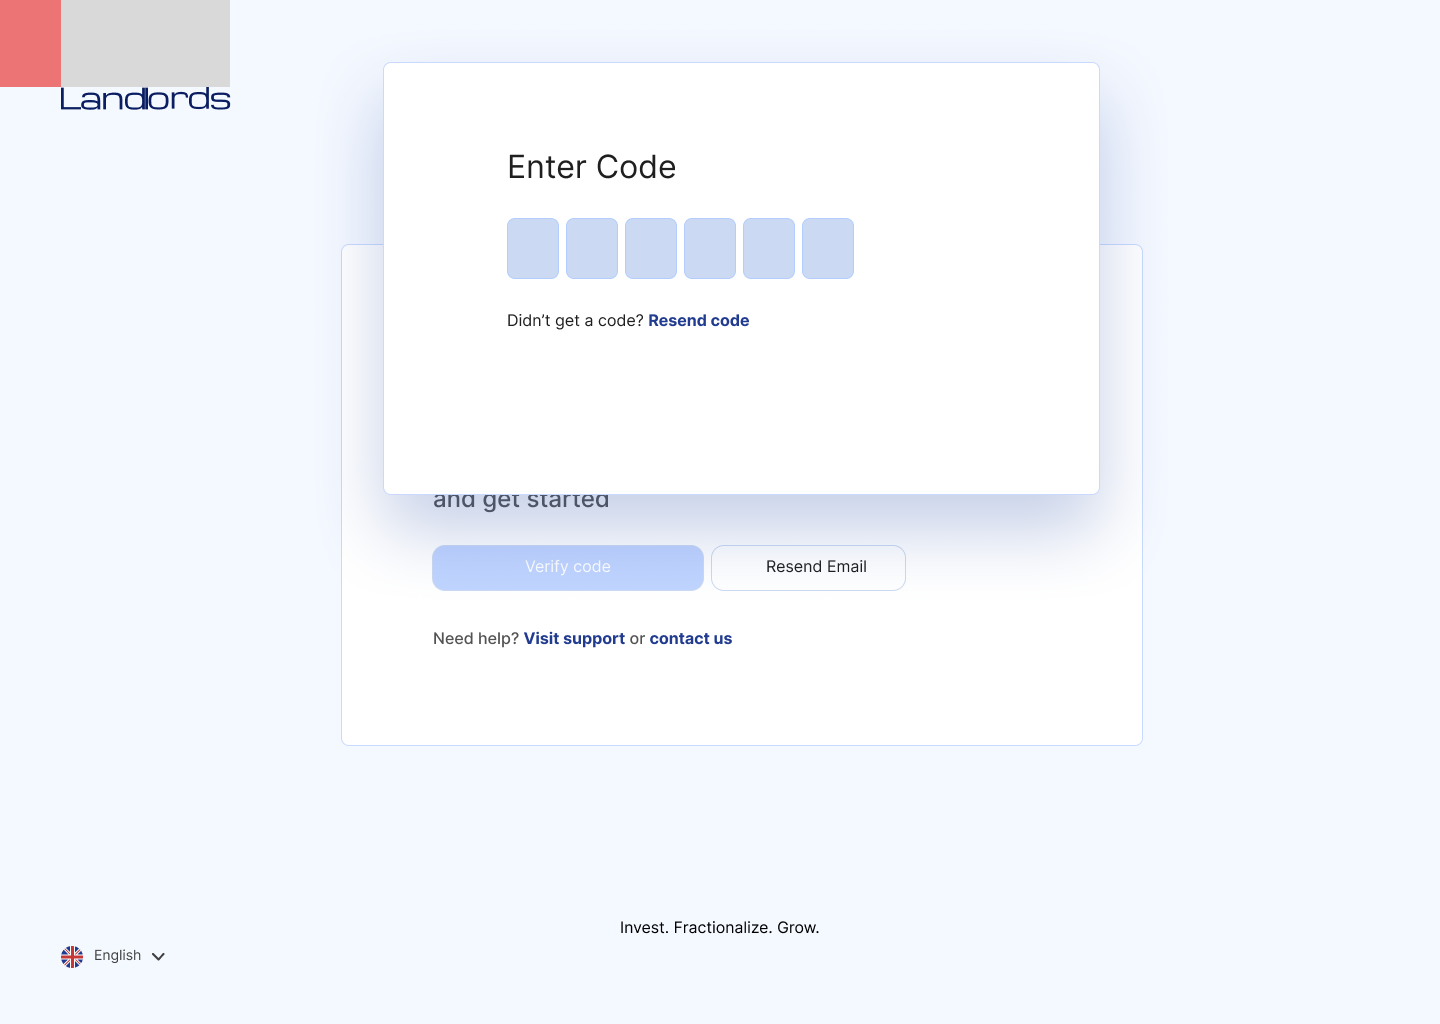 Landlords
Enter Code
Didn’t get a code? Resend code
and get started
Verify code
Resend Email
Need help? Visit support or contact us
Invest. Fractionalize. Grow.
English